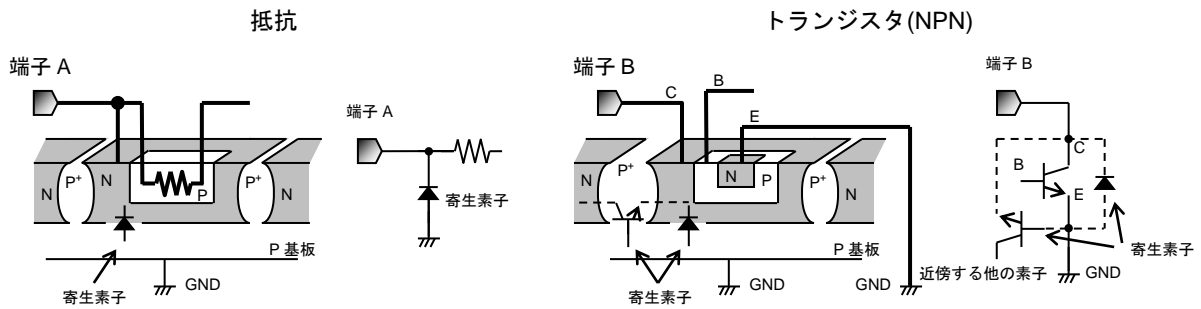 抵抗
端子 A
N
P+
N
P
P+
N
P 基板
GND
寄生素子
端子 A
寄生素子
トランジスタ(NPN)
端子 B
C
B
E
N
P+
N
N
P
P+
N
P 基板
GND
GND
寄生素子
端子 B
C
B
E
寄生素子
近傍する他の素子
GND